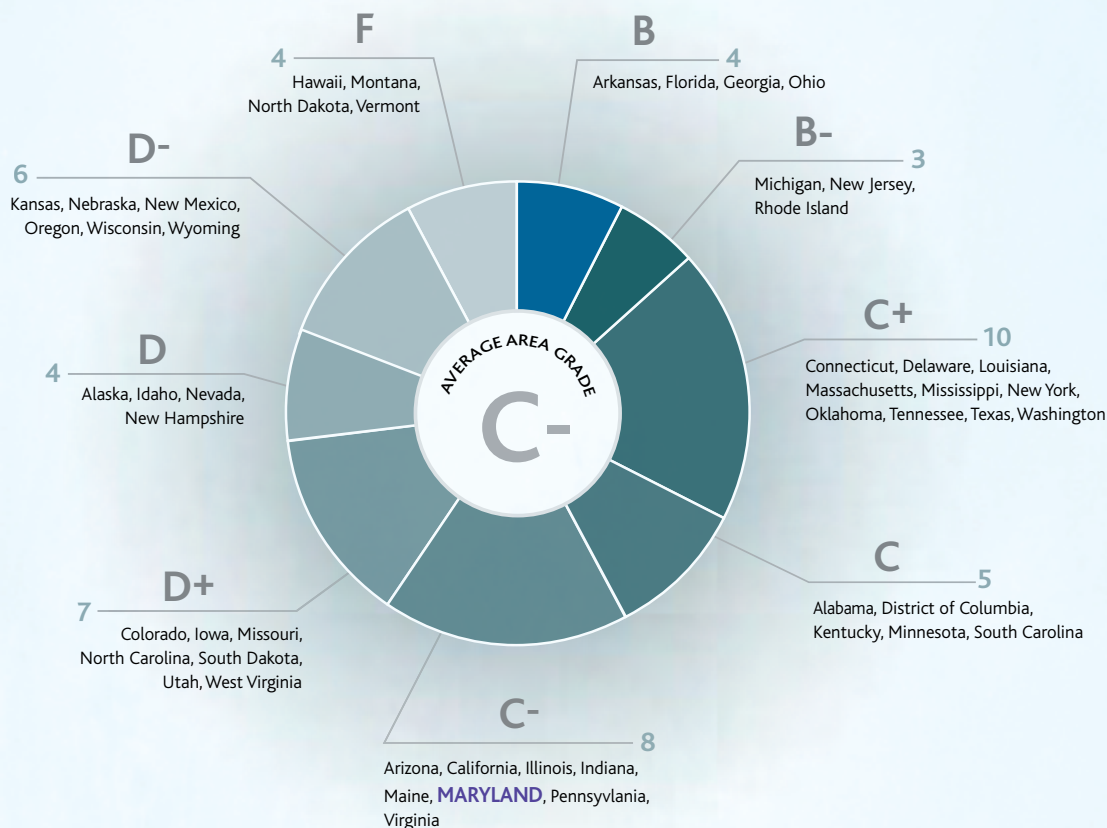 F
4
Hawaii, Montana,
North Dakota, Vermont
B
4
Arkansas, Florida, Georgia, Ohio
B-
3
Michigan, New Jersey,
Rhode Island
C+
10
Connecticut, Delaware, Louisiana,
Massachusetts, Mississippi, New York,
Oklahoma, Tennessee, Texas, Washington
C
5
Alabama, District of Columbia,
Kentucky, Minnesota, South Carolina
C-
8
Arizona, California, Illinois, Indiana,
Maine, MARYLAND, Pennsyvlania,
Virginia
D+
7
Colorado, Iowa, Missouri,
North Carolina, South Dakota,
Utah, West Virginia
D
4
Alaska, Idaho, Nevada,
New Hampshire
D-
6
Kansas, Nebraska, New Mexico,
Oregon, Wisconsin, Wyoming
AVERAGE AREA GRADE
C-